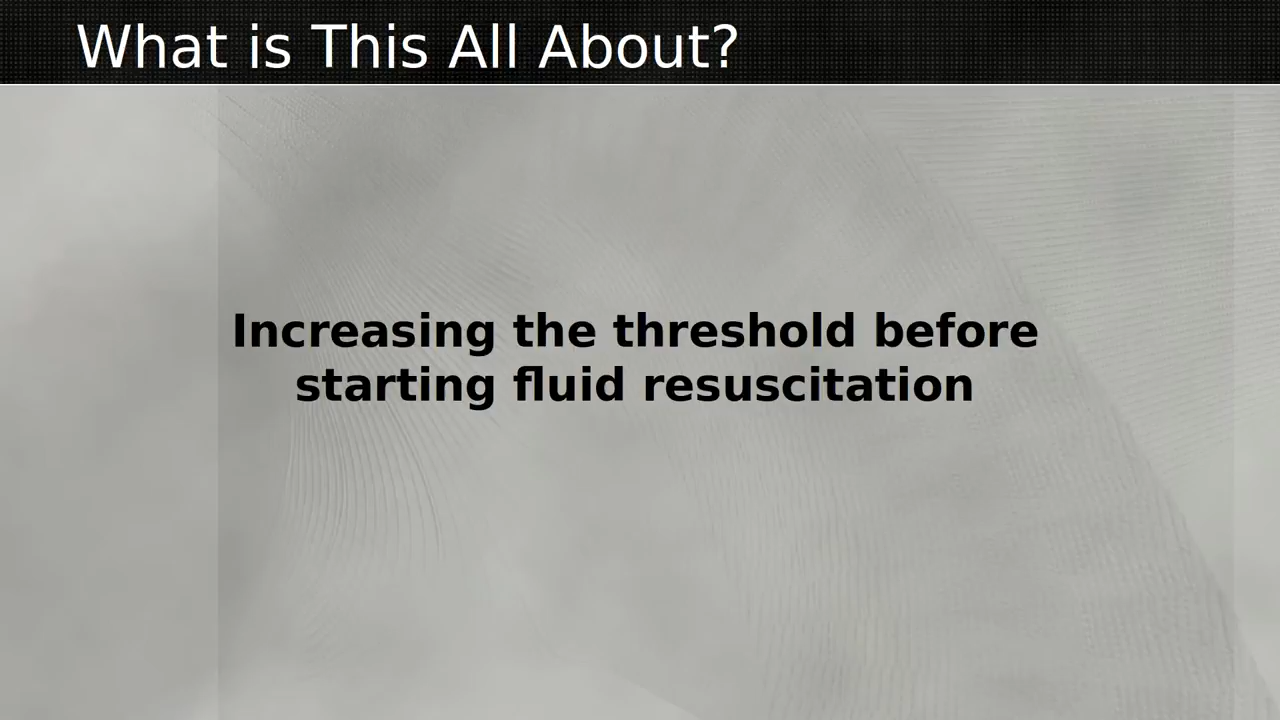 What is This All About?
Increasing the threshold before
starting fluid resuscitation